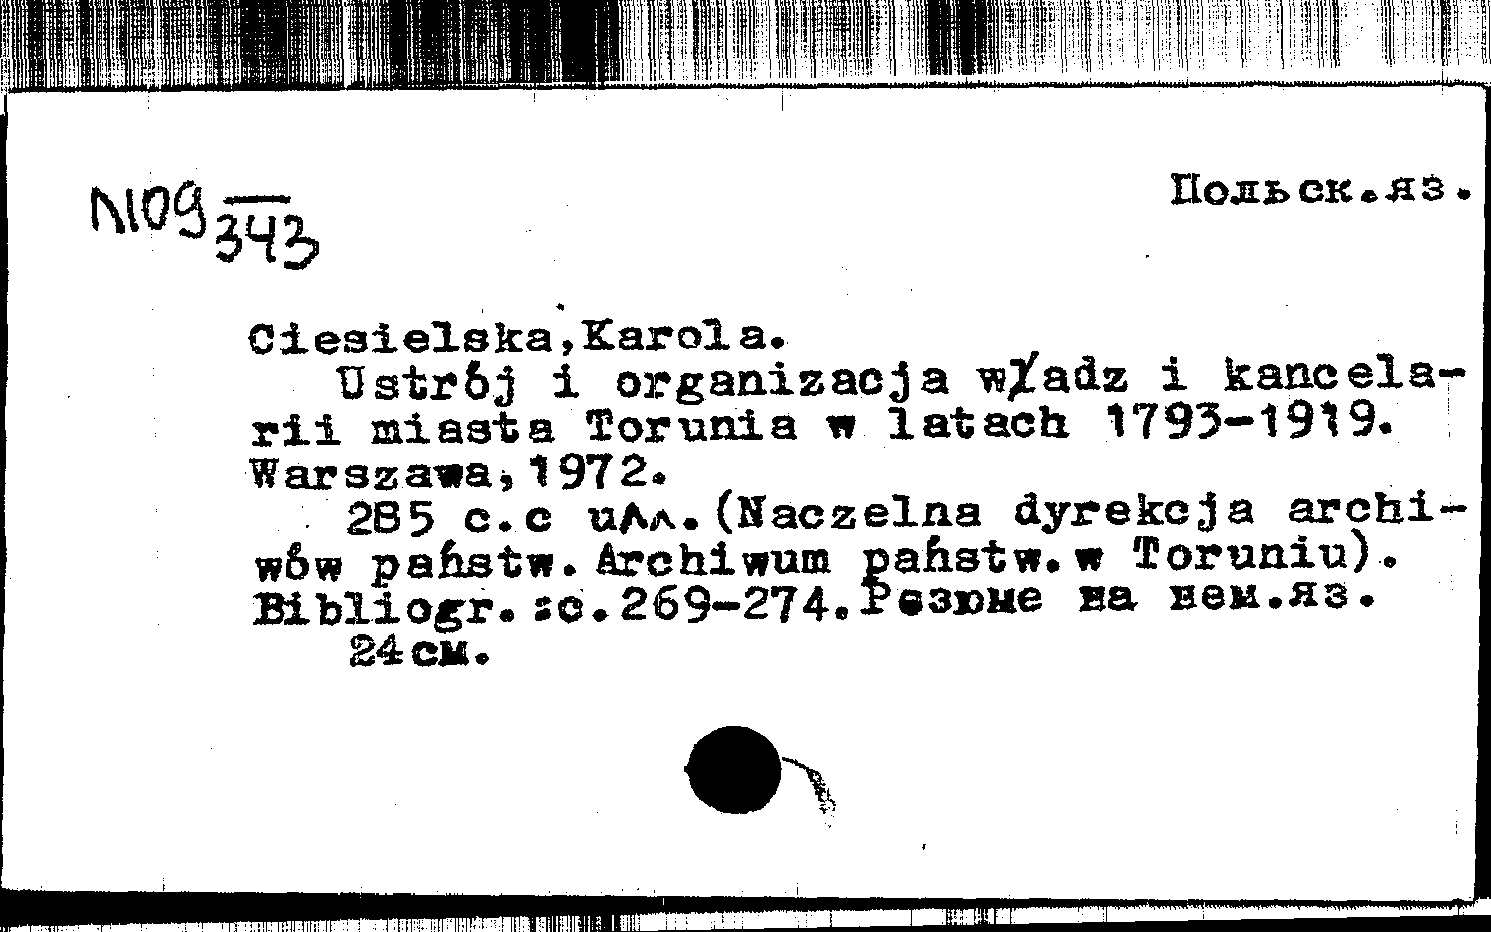 Польск.яз.
П109
343
Ciesielska,Karola.
Ustrój i organizacja władz i kancela-
rii miasta Torunia w latach 1793-1919.
Warszawa,1972.
285 с.с илл.(Naczelna dyrekcja archi-
wów państw.Archiwum państw.w Toruniu).
Bibliogr.:c.269-274.Резюме на нем.яз.
24см.